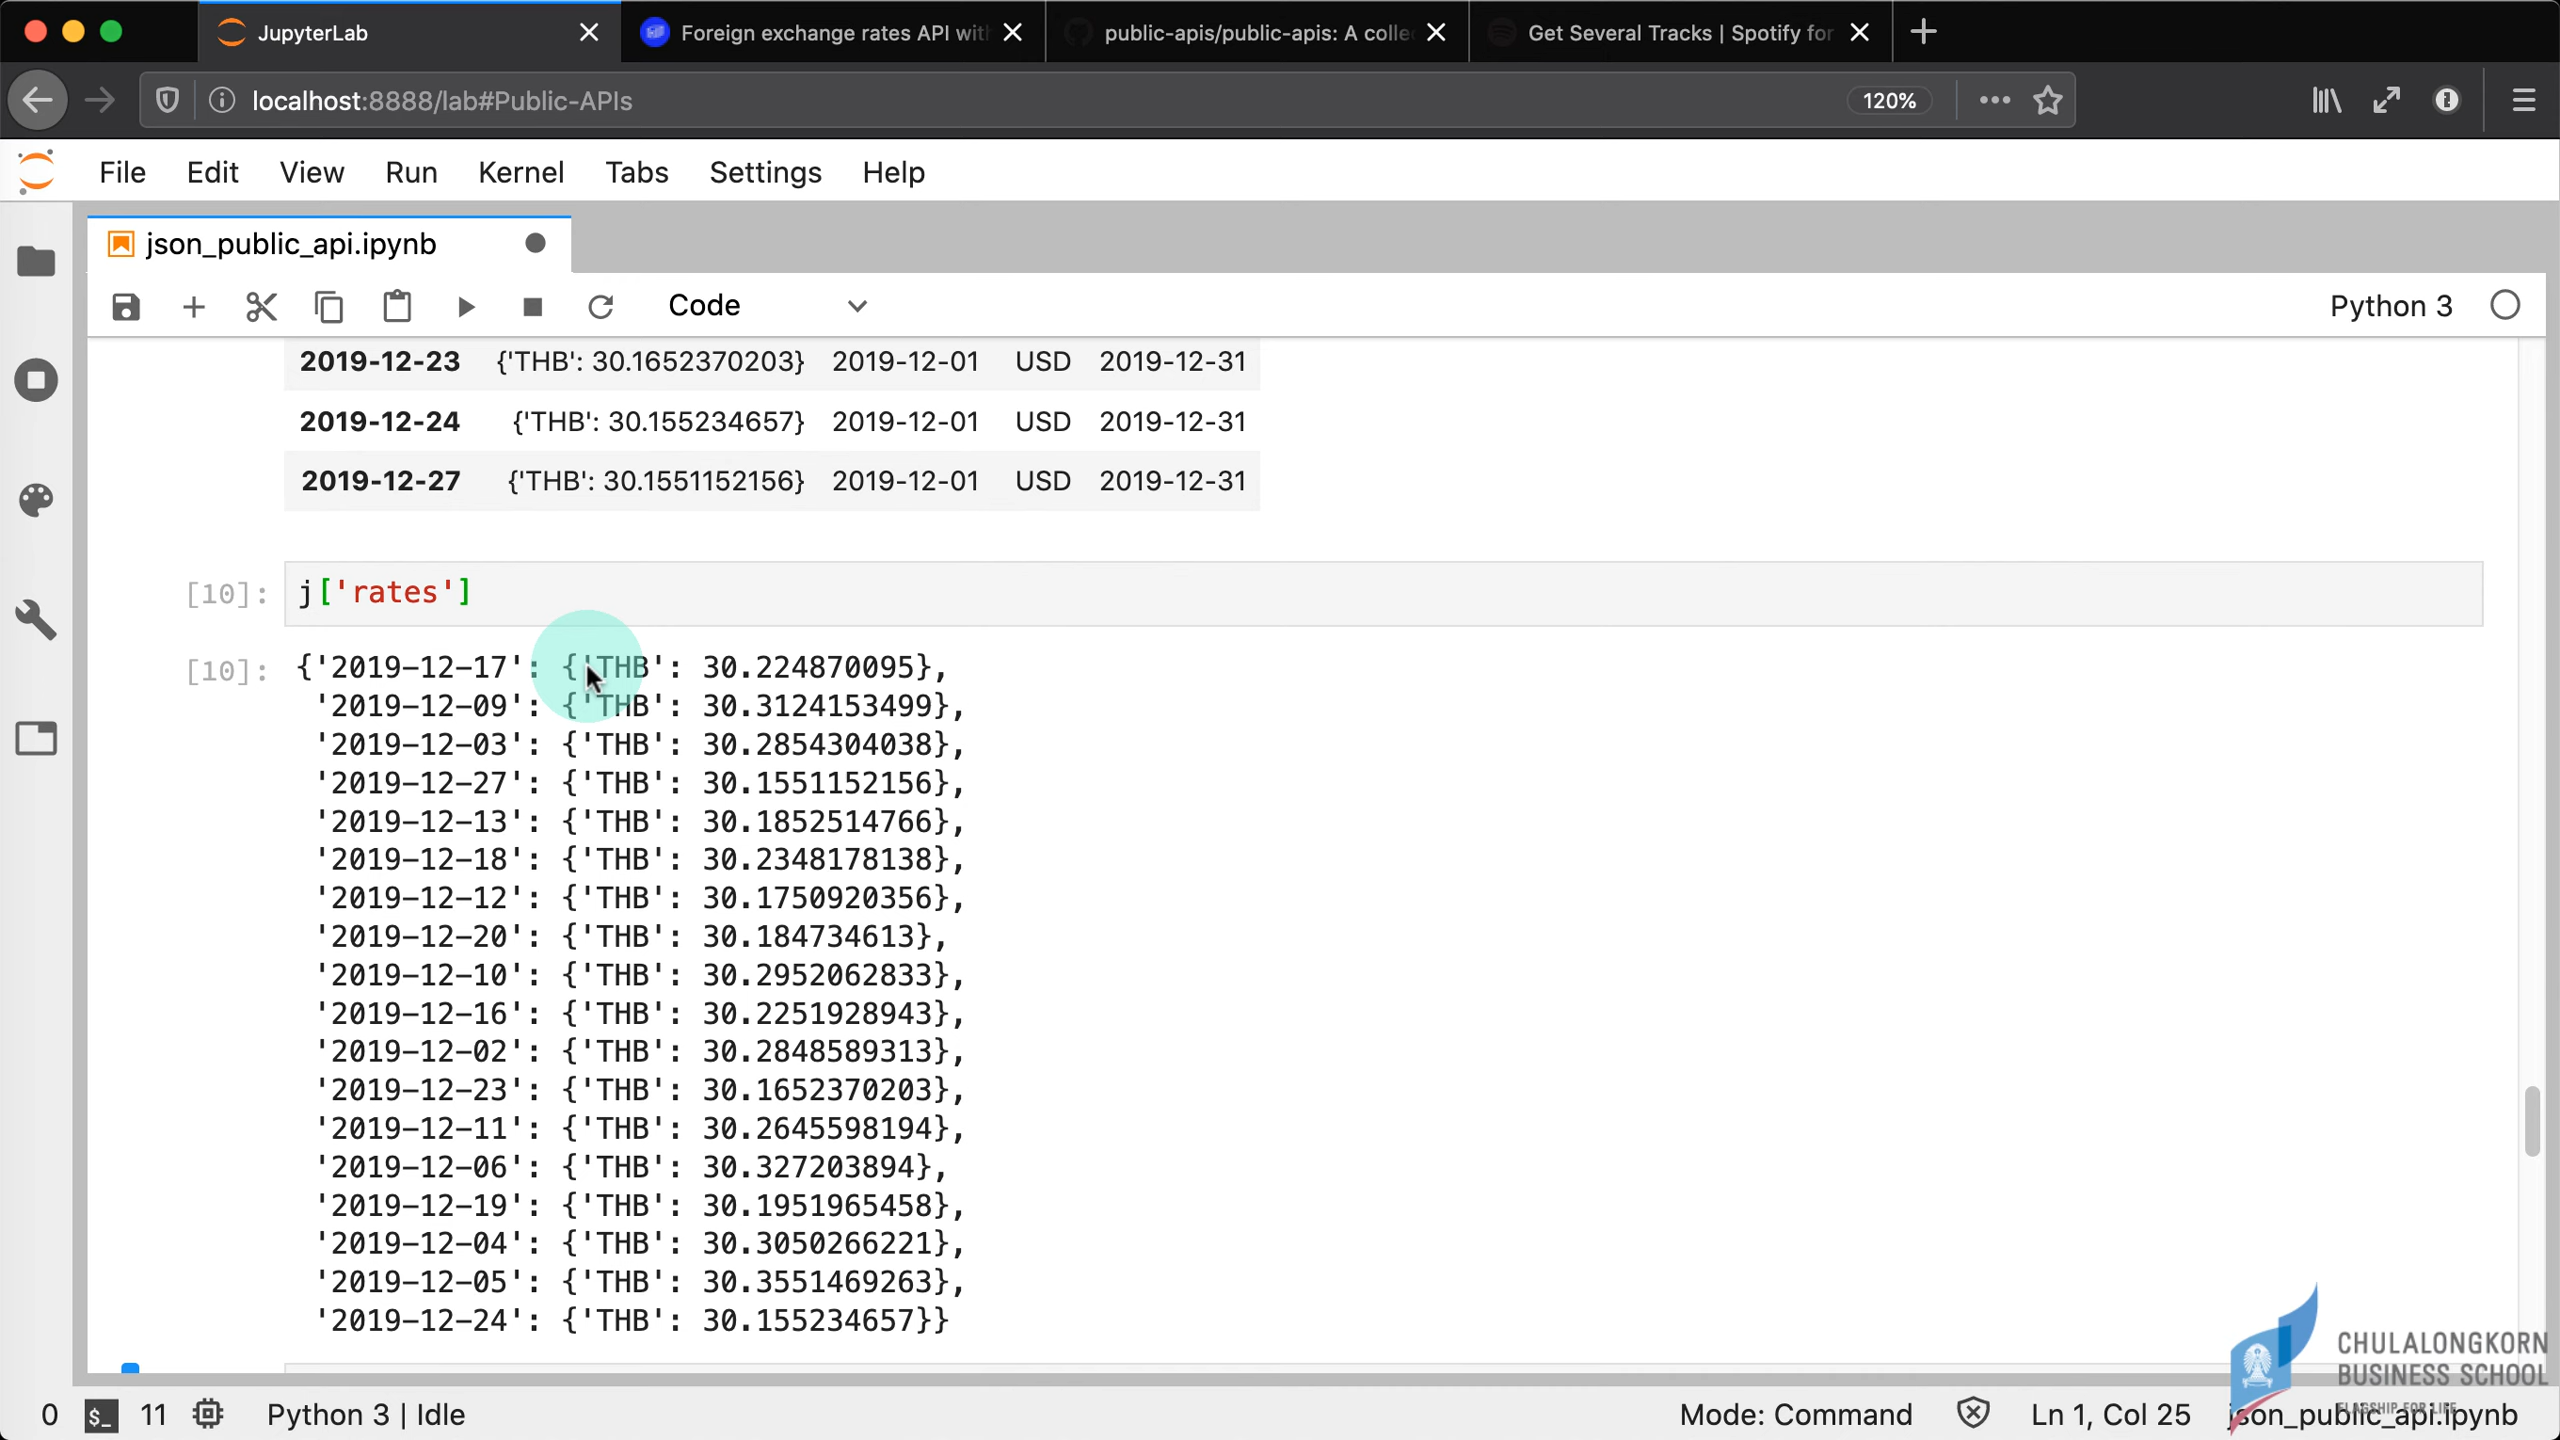 JupyterLab
Foreign exchange rates API with
public-apis/public-apis: A colle
Get Several Tracks | Spotify for
localhost:8888/lab#Public-APIs
120%
File Edit View Run Kernel Tabs Settings Help
json_public_api.ipynb
Code
Python 3
2019-12-23 {'THB': 30.1652370203} 2019-12-01 USD 2019-12-31
2019-12-24 {'THB': 30.155234657} 2019-12-01 USD 2019-12-31
2019-12-27 {'THB': 30.1551152156} 2019-12-01 USD 2019-12-31
[10]: j['rates']
[10]: {'2019-12-17': {'THB': 30.224870095},
'2019-12-09': {'THB': 30.3124153499},
'2019-12-03': {'THB': 30.2854304038},
'2019-12-27': {'THB': 30.1551152156},
'2019-12-13': {'THB': 30.1852514766},
'2019-12-18': {'THB': 30.2348178138},
'2019-12-12': {'THB': 30.1750920356},
'2019-12-20': {'THB': 30.184734613},
'2019-12-10': {'THB': 30.2952062833},
'2019-12-16': {'THB': 30.2251928943},
'2019-12-02': {'THB': 30.2848589313},
'2019-12-23': {'THB': 30.1652370203},
'2019-12-11': {'THB': 30.2645598194},
'2019-12-06': {'THB': 30.327203894},
'2019-12-19': {'THB': 30.1951965458},
'2019-12-04': {'THB': 30.3050266221},
'2019-12-05': {'THB': 30.3551469263},
'2019-12-24': {'THB': 30.155234657}}
CHULALONGKORN
BUSINESS SCHOOL
FLAGSHIP FOR LIFE
0 $_ 11 Python 3 | Idle
Mode: Command
Ln 1, Col 25
json_public_api.ipynb